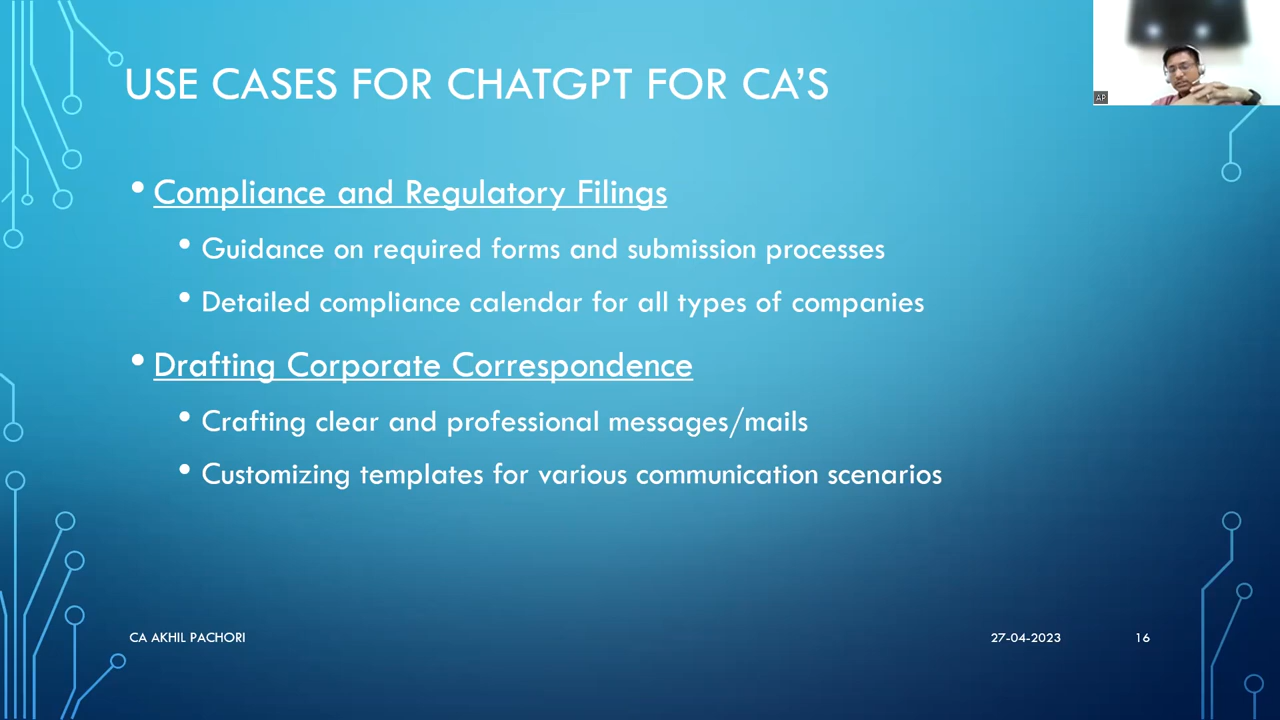 USE CASES FOR CHATGPT FOR CA’S
AP
• Compliance and Regulatory Filings
• Guidance on required forms and submission processes
• Detailed compliance calendar for all types of companies
• Drafting Corporate Correspondence
• Crafting clear and professional messages/mails
• Customizing templates for various communication scenarios
CA AKHIL PACHORI
27-04-2023
16